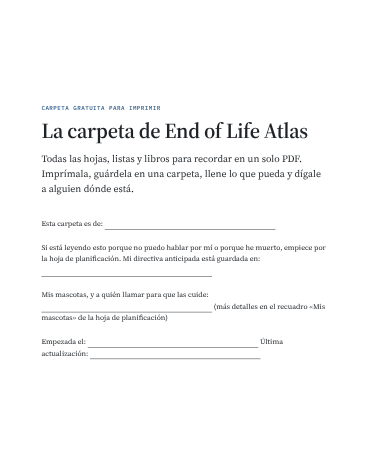 CARPETA GRATUITA PARA IMPRIMIR
La carpeta de End of Life Atlas
Todas las hojas, listas y libros para recordar en un solo PDF.
Imprímala, guárdela en una carpeta, llene lo que pueda y dígale
a alguien dónde está.
Esta carpeta es de:
Si está leyendo esto porque no puedo hablar por mí o porque he muerto, empiece por
la hoja de planificación. Mi directiva anticipada está guardada en:
Mis mascotas, y a quién llamar para que las cuide:
(más detalles en el recuadro «Mis
mascotas» de la hoja de planificación)
Empezada el: Última
actualización: